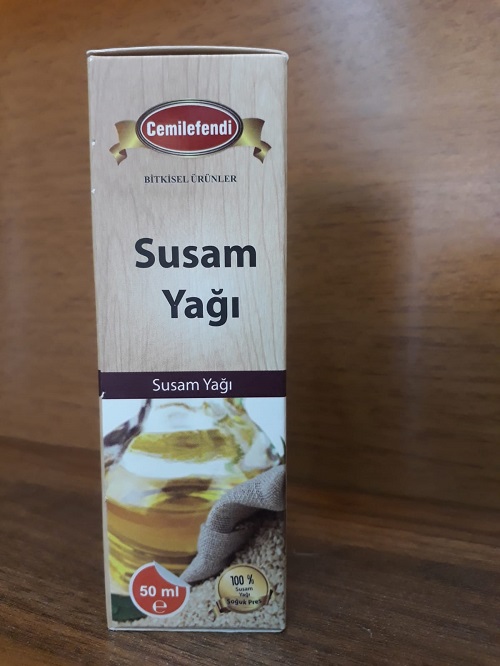 Cemilefendi
BİTKİSEL ÜRÜNLER
Susam
Yağı
Susam Yağı
50 ml
e
100 %
Susam
Yağı
Soğuk Pres